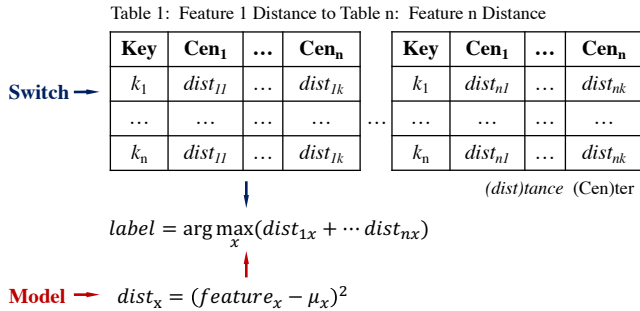 Table 1: Feature 1 Distance to Table n: Feature n Distance
Key Cen₁ … Cenₙ Key Cen₁ … Cenₙ
k₁ dist₁₁ … dist₁ₖ k₁ distₙ₁ … distₙₖ
Switch
… … … … … … … … …
kₙ dist₁₁ … dist₁ₖ kₙ distₙ₁ … distₙₖ
(dist)tance (Cen)ter
label = arg maxₓ(dist₁ₓ + ⋯ distₙₓ)
Model distₓ = (featureₓ − μₓ)²